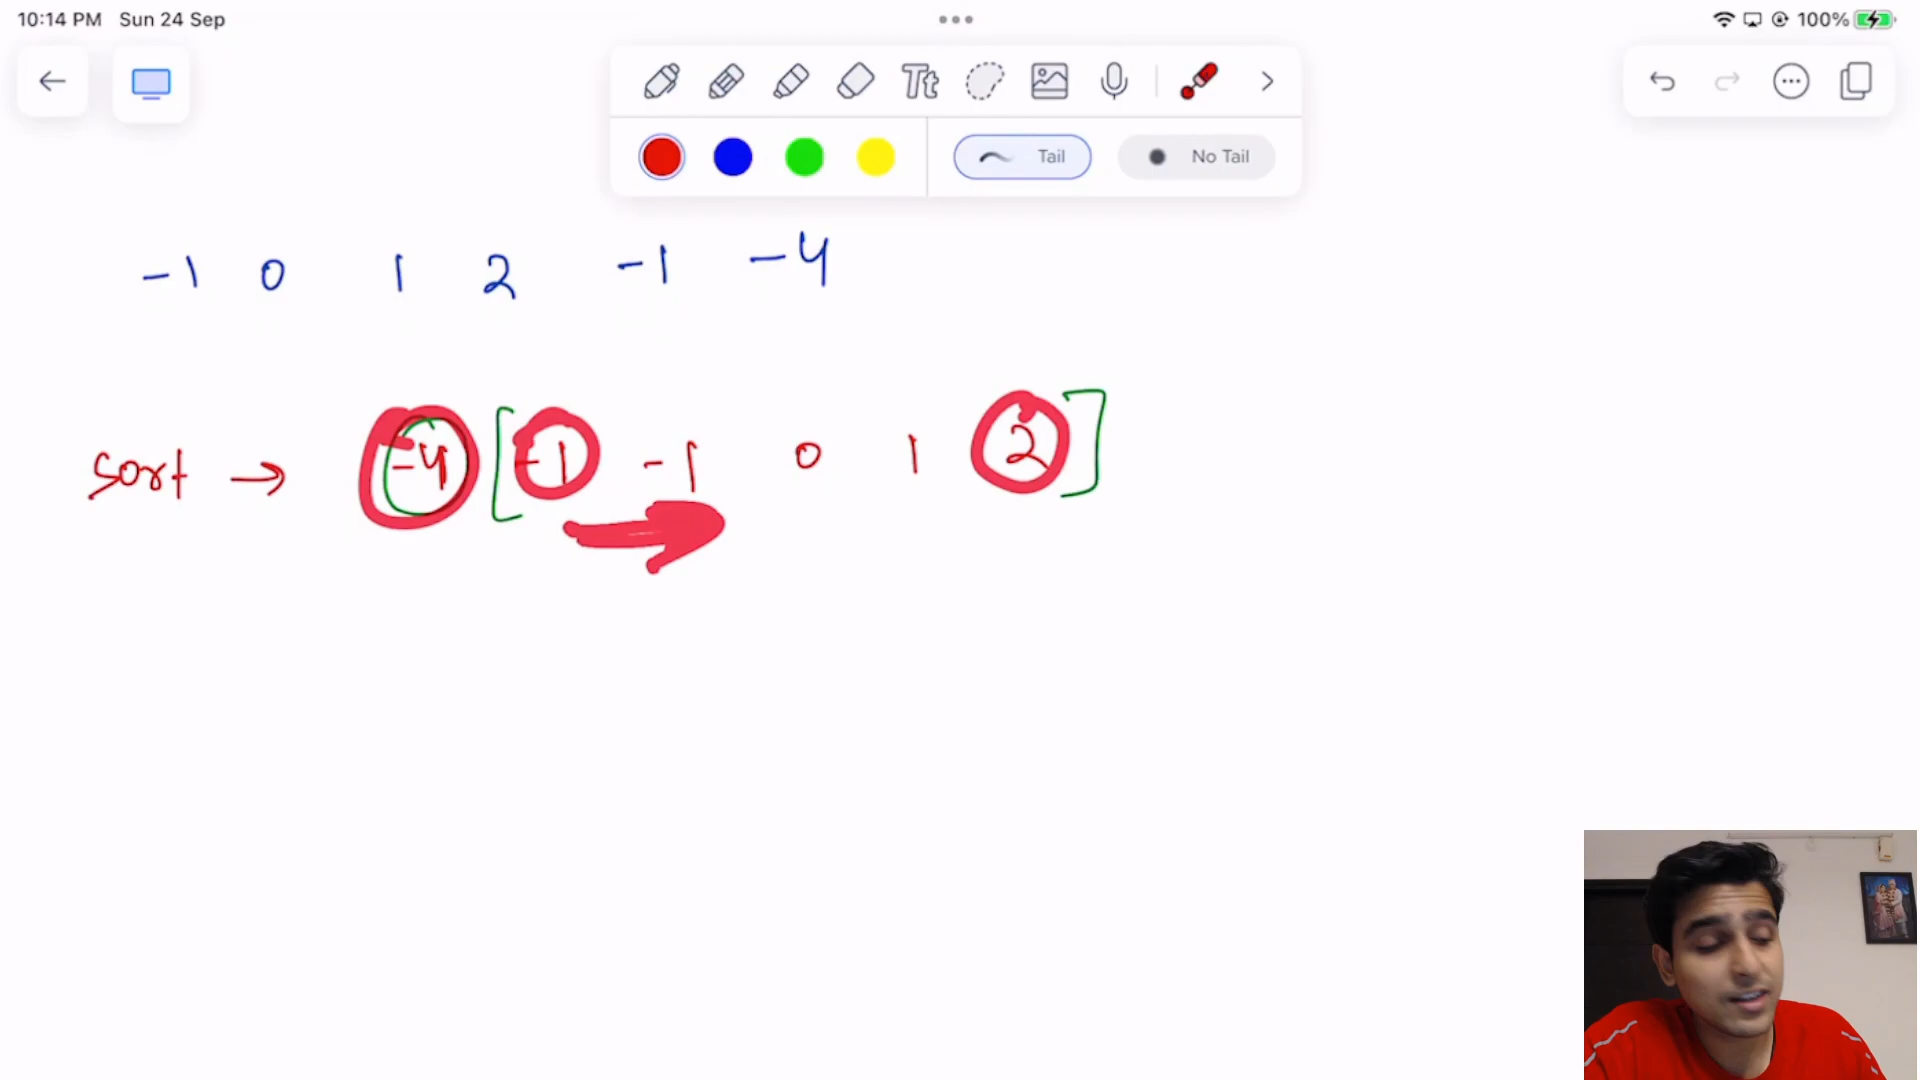 10:14 PM Sun 24 Sep 100%
Tt
Tail No Tail
-1 0 1 2 -1 -4
sort → -4 [ -1 -1 0 1 2 ]